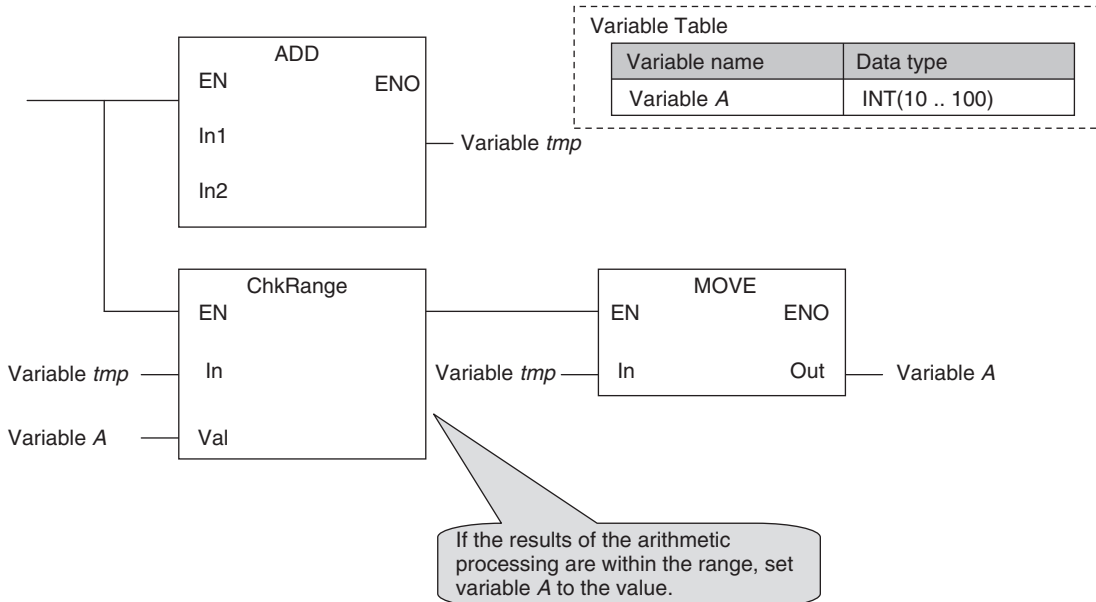 ADD
EN
ENO
In1
In2
Variable tmp
Variable Table
Variable name Data type
Variable A INT(10 .. 100)
ChkRange
EN
Variable tmp In
Variable A Val
MOVE
EN ENO
Variable tmp In Out Variable A
If the results of the arithmetic
processing are within the range, set
variable A to the value.